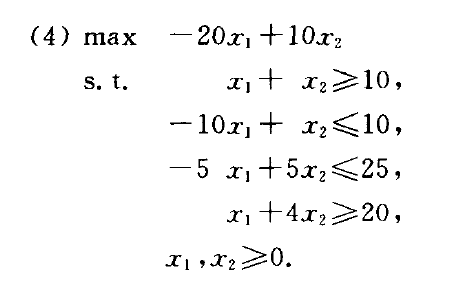 (4) max −20x₁+10x₂
s. t. x₁+ x₂⩾10,
−10x₁+ x₂⩽10,
−5 x₁+5x₂⩽25,
x₁+4x₂⩾20,
x₁,x₂⩾0.